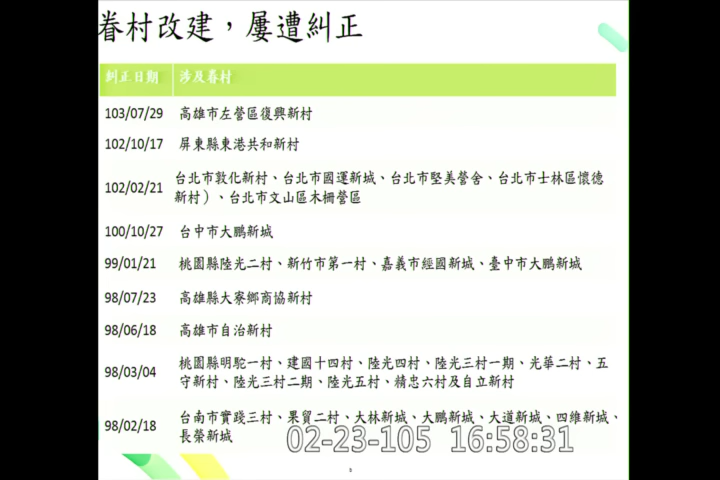 眷村改建，屢遭糾正
糾正日期 涉及眷村
103/07/29 高雄市左營區復興新村
102/10/17 屏東縣東港共和新村
102/02/21 台北市敦化新村、台北市國運新城、台北市堅美營舍、台北市士林區懷德
新村）、台北市文山區木柵營區
100/10/27 台中市大鵬新城
99/01/21 桃園縣陸光二村、新竹市第一村、嘉義市經國新城、臺中市大鵬新城
98/07/23 高雄縣大寮鄉商協新村
98/06/18 高雄市自治新村
98/03/04 桃園縣明駝一村、建國十四村、陸光四村、陸光三村一期、光華二村、五
守新村、陸光三村二期、陸光五村、精忠六村及自立新村
98/02/18 台南市實踐三村、果貿二村、大林新城、大鵬新城、大道新城、四維新城、
長榮新城
02-23-105 16:58:31